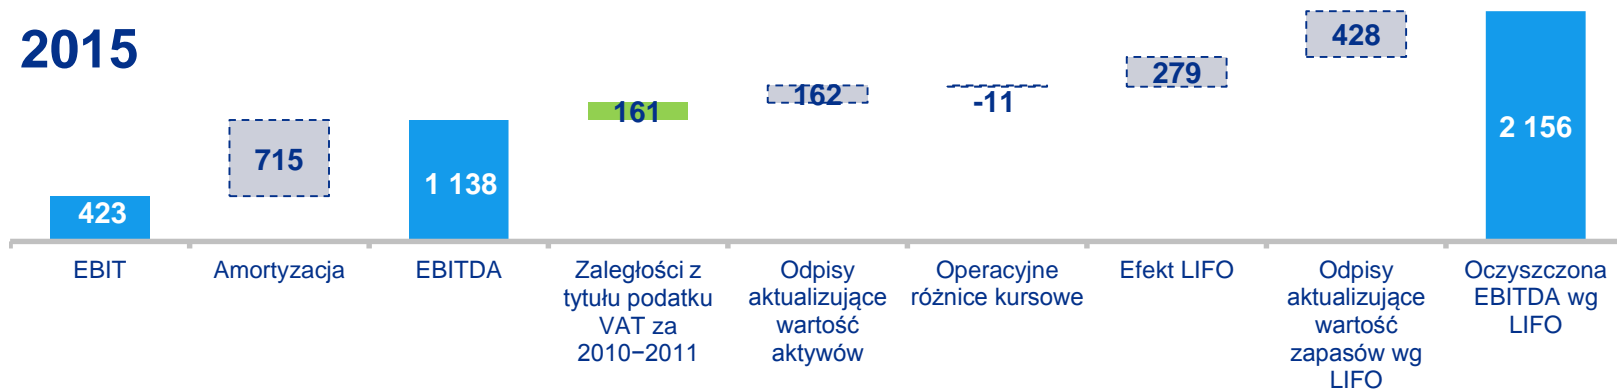 2015
423
715
1 138
161
162
-11
279
428
2 156
EBIT
Amortyzacja
EBITDA
Zaległości z
tytułu podatku
VAT za
2010−2011
Odpisy
aktualizujące
wartość
aktywów
Operacyjne
różnice kursowe
Efekt LIFO
Odpisy
aktualizujące
wartość
zapasów wg
LIFO
Oczyszczona
EBITDA wg
LIFO